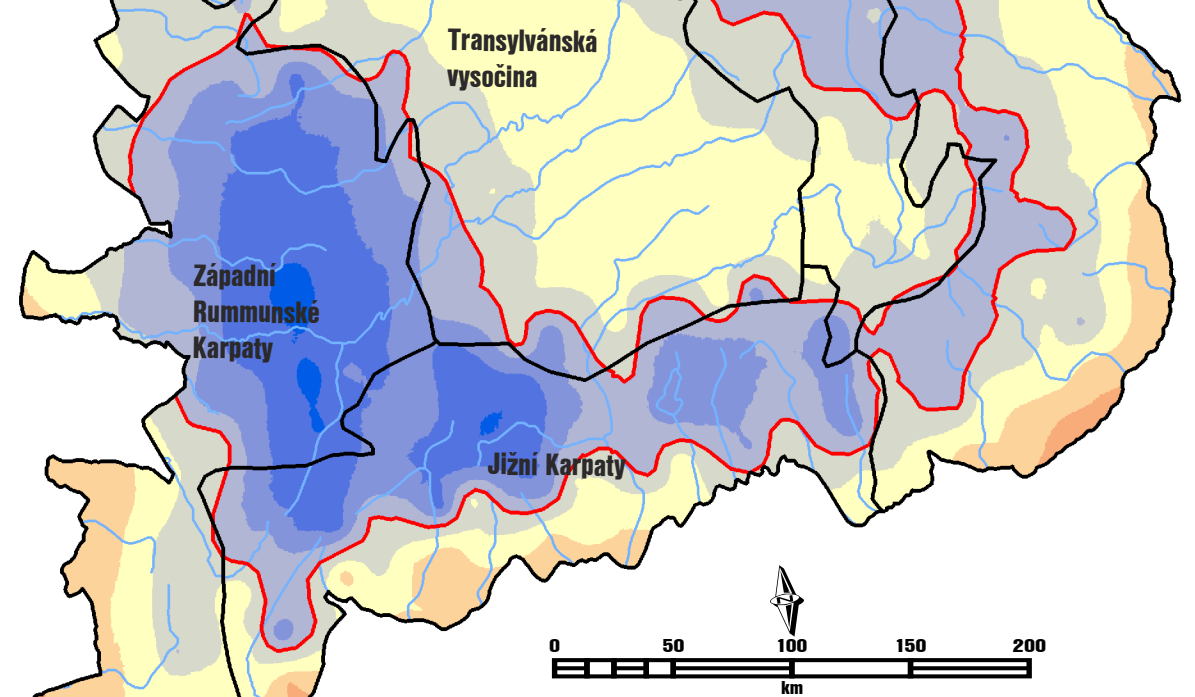 Transylvánská
vysočina
Západní
Rummunské
Karpaty
Jižní Karpaty
0 50 100 150 200
km